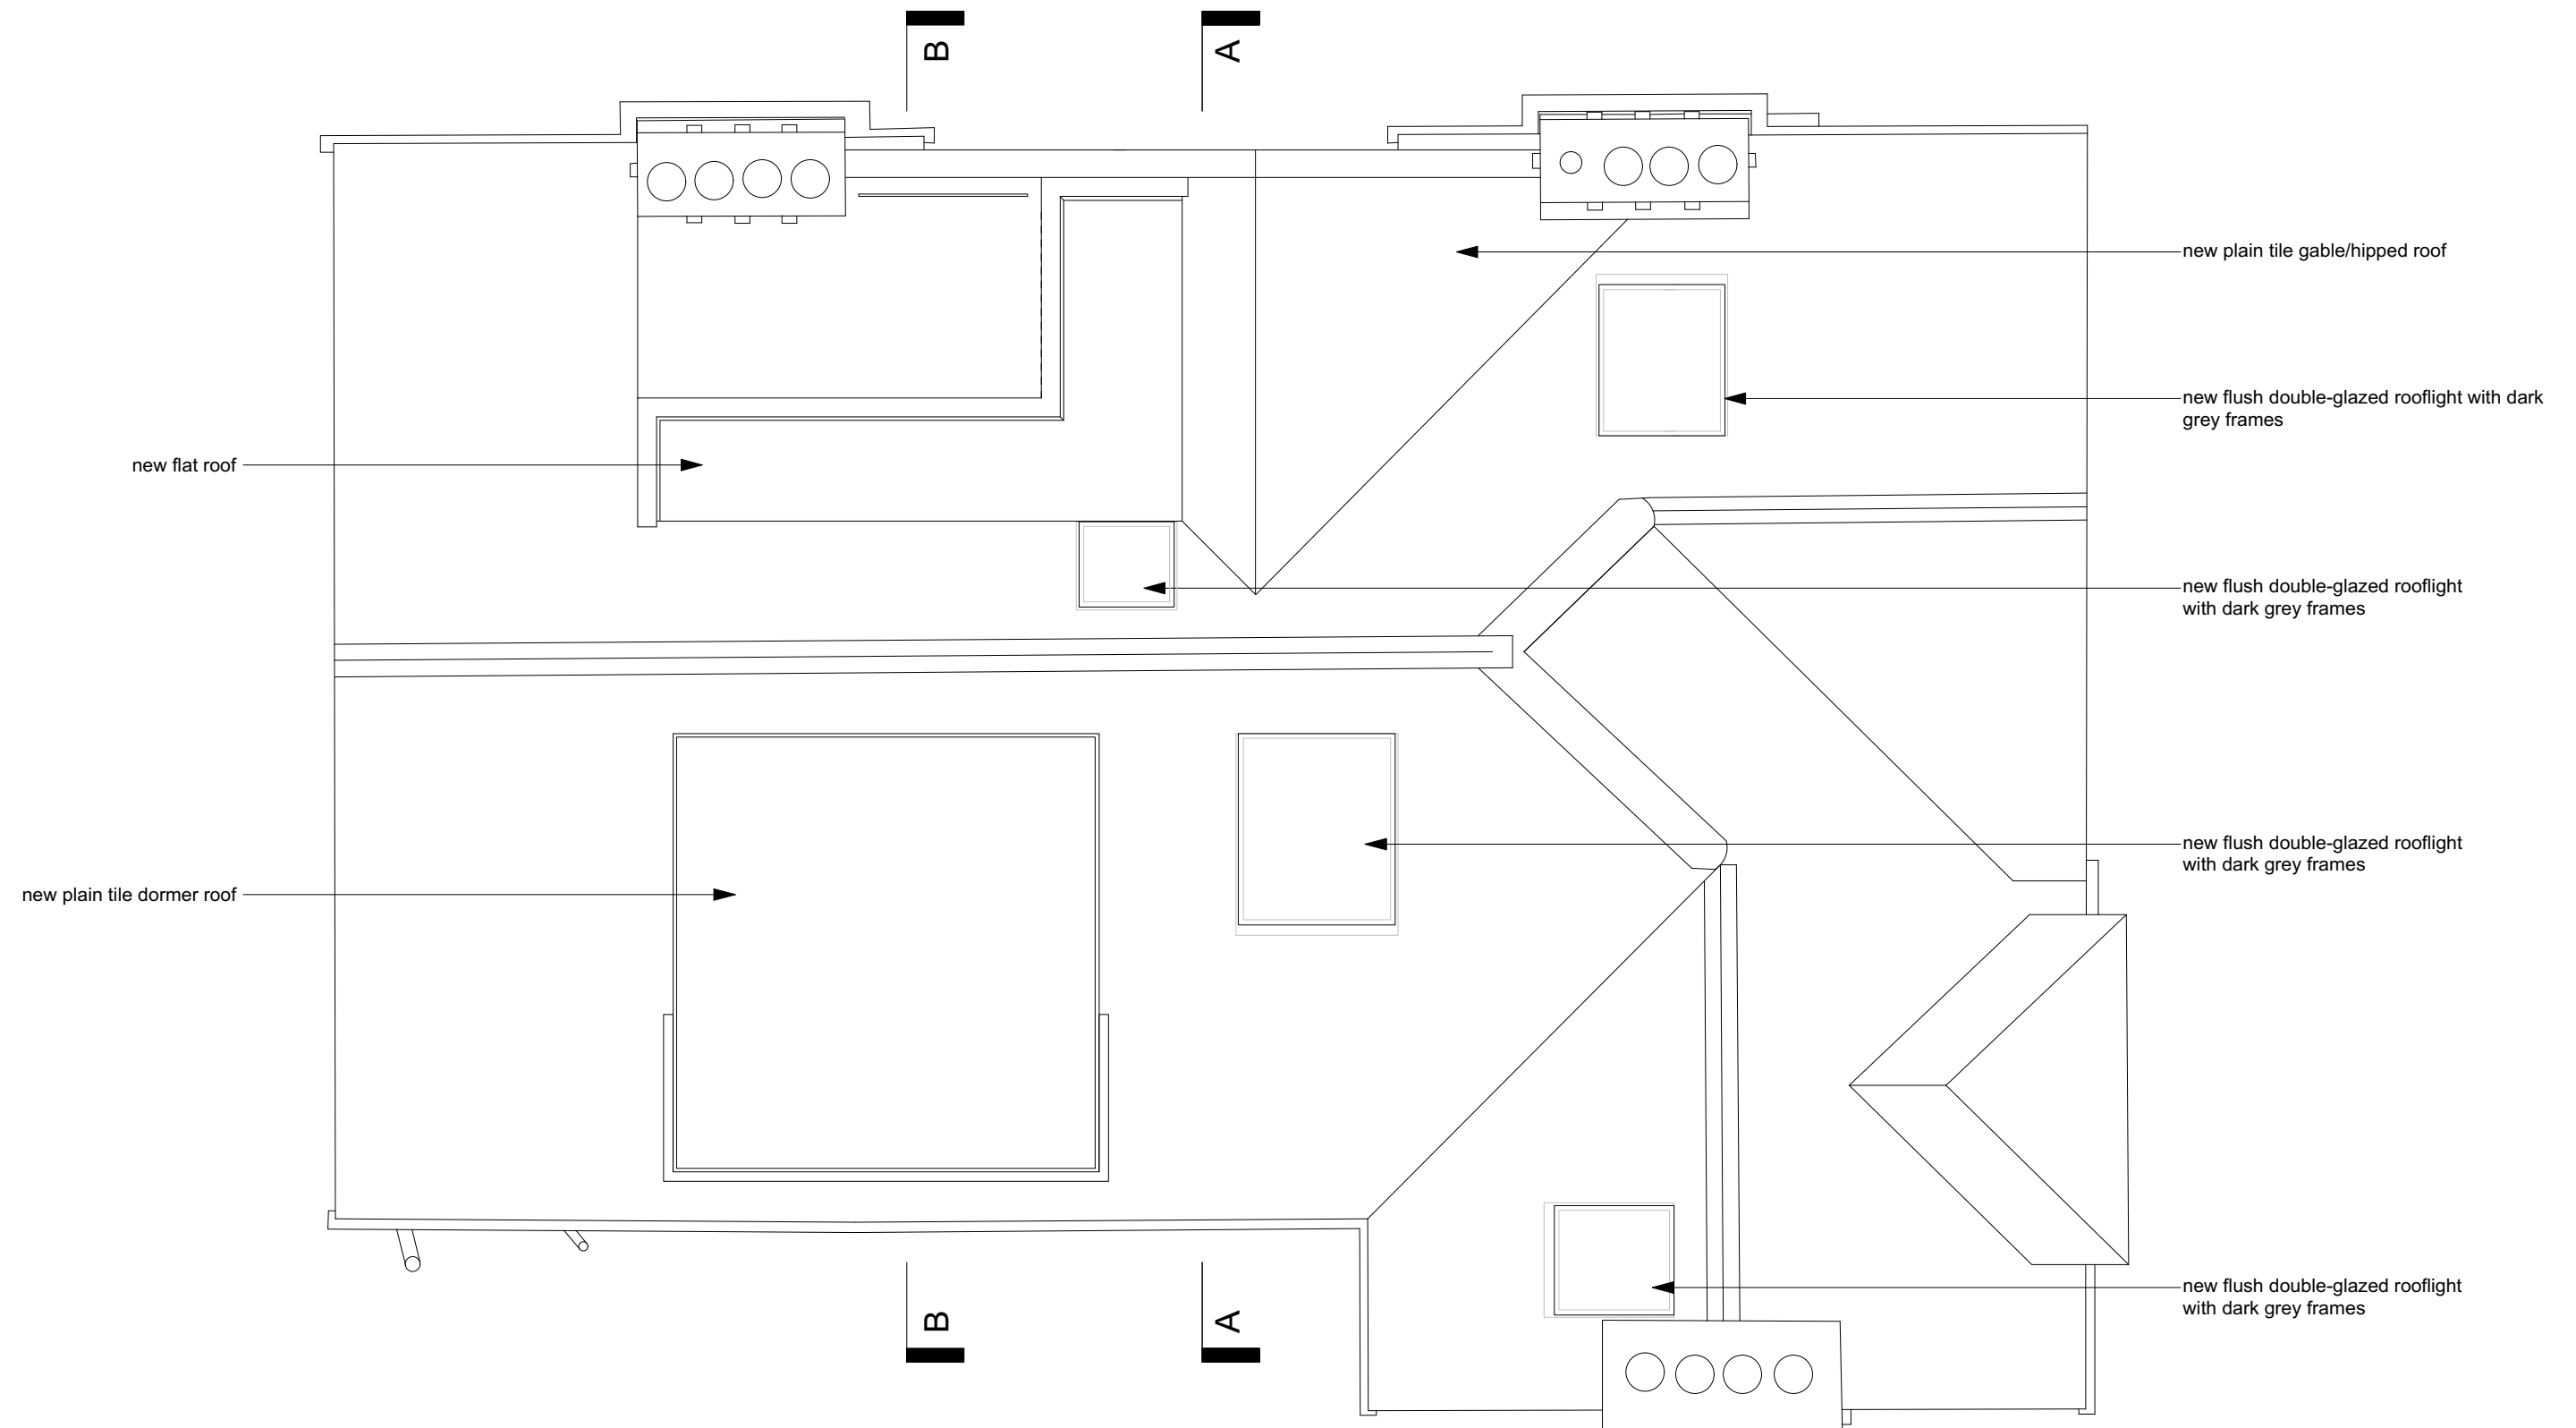 B
A
new plain tile gable/hipped roof
new flush double-glazed rooflight with dark
grey frames
new flat roof
new flush double-glazed rooflight
with dark grey frames
new flush double-glazed rooflight
with dark grey frames
new plain tile dormer roof
new flush double-glazed rooflight
with dark grey frames
B
A